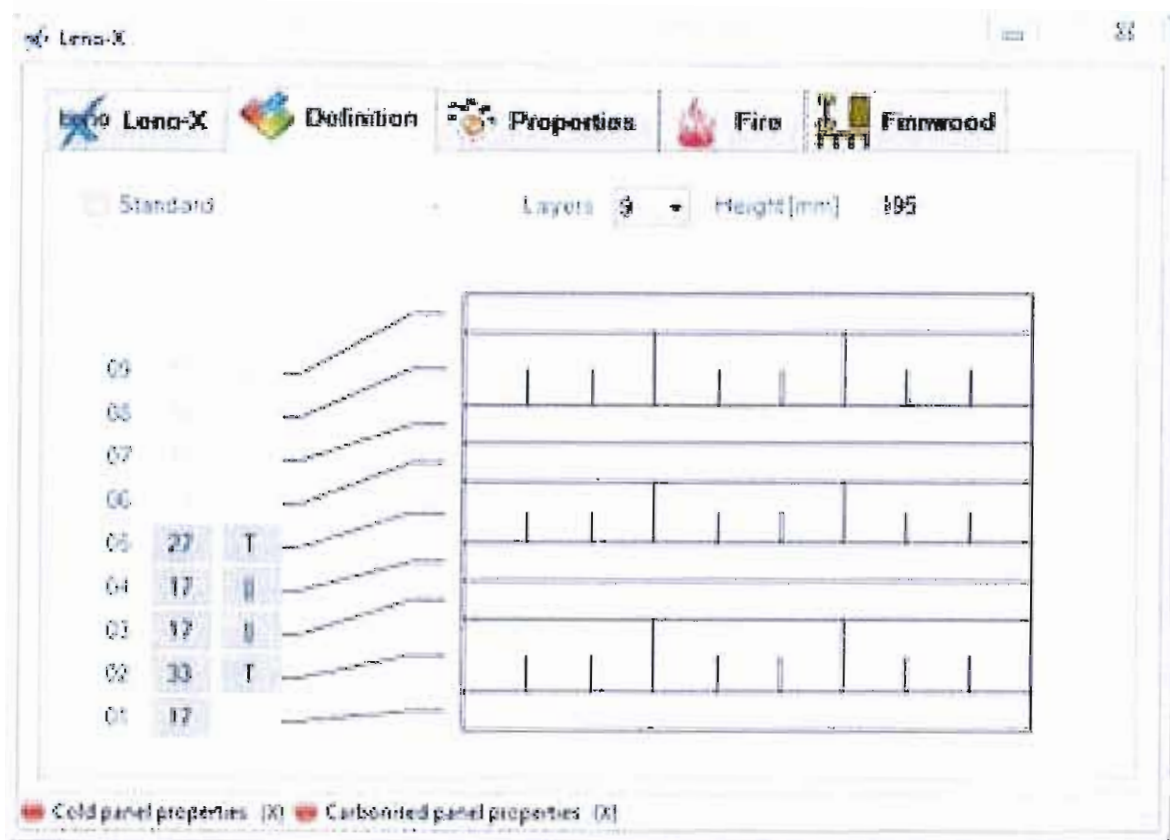 Leno-X
Leno-X Definition Properties Fire Finnwood
Standard Layers 9 Height [mm] 195
09
08
07
06
05 27 T
04 17 ||
03 17 ||
02 33 T
01 17
Cold panel properties (X) Carbonised panel properties (X)